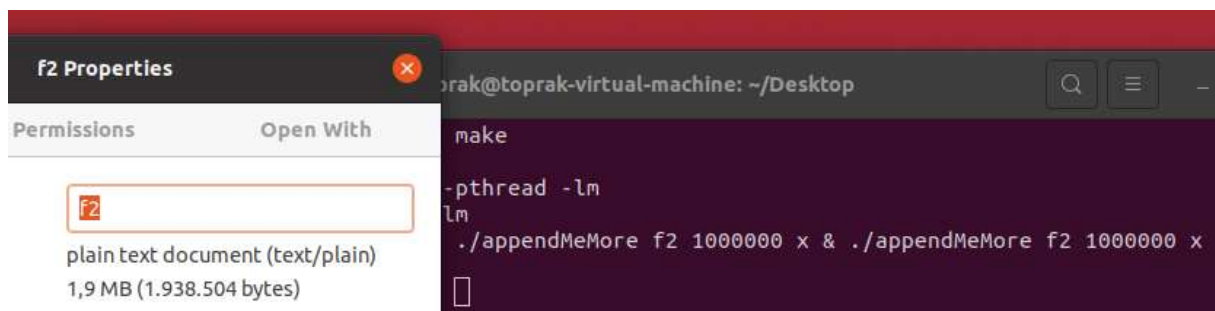 f2 Properties
Permissions
Open With
f2
plain text document (text/plain)
1,9 MB (1.938.504 bytes)
prak@toprak-virtual-machine: ~/Desktop
make
-pthread -lm
lm
./appendMeMore f2 1000000 x & ./appendMeMore f2 1000000 x